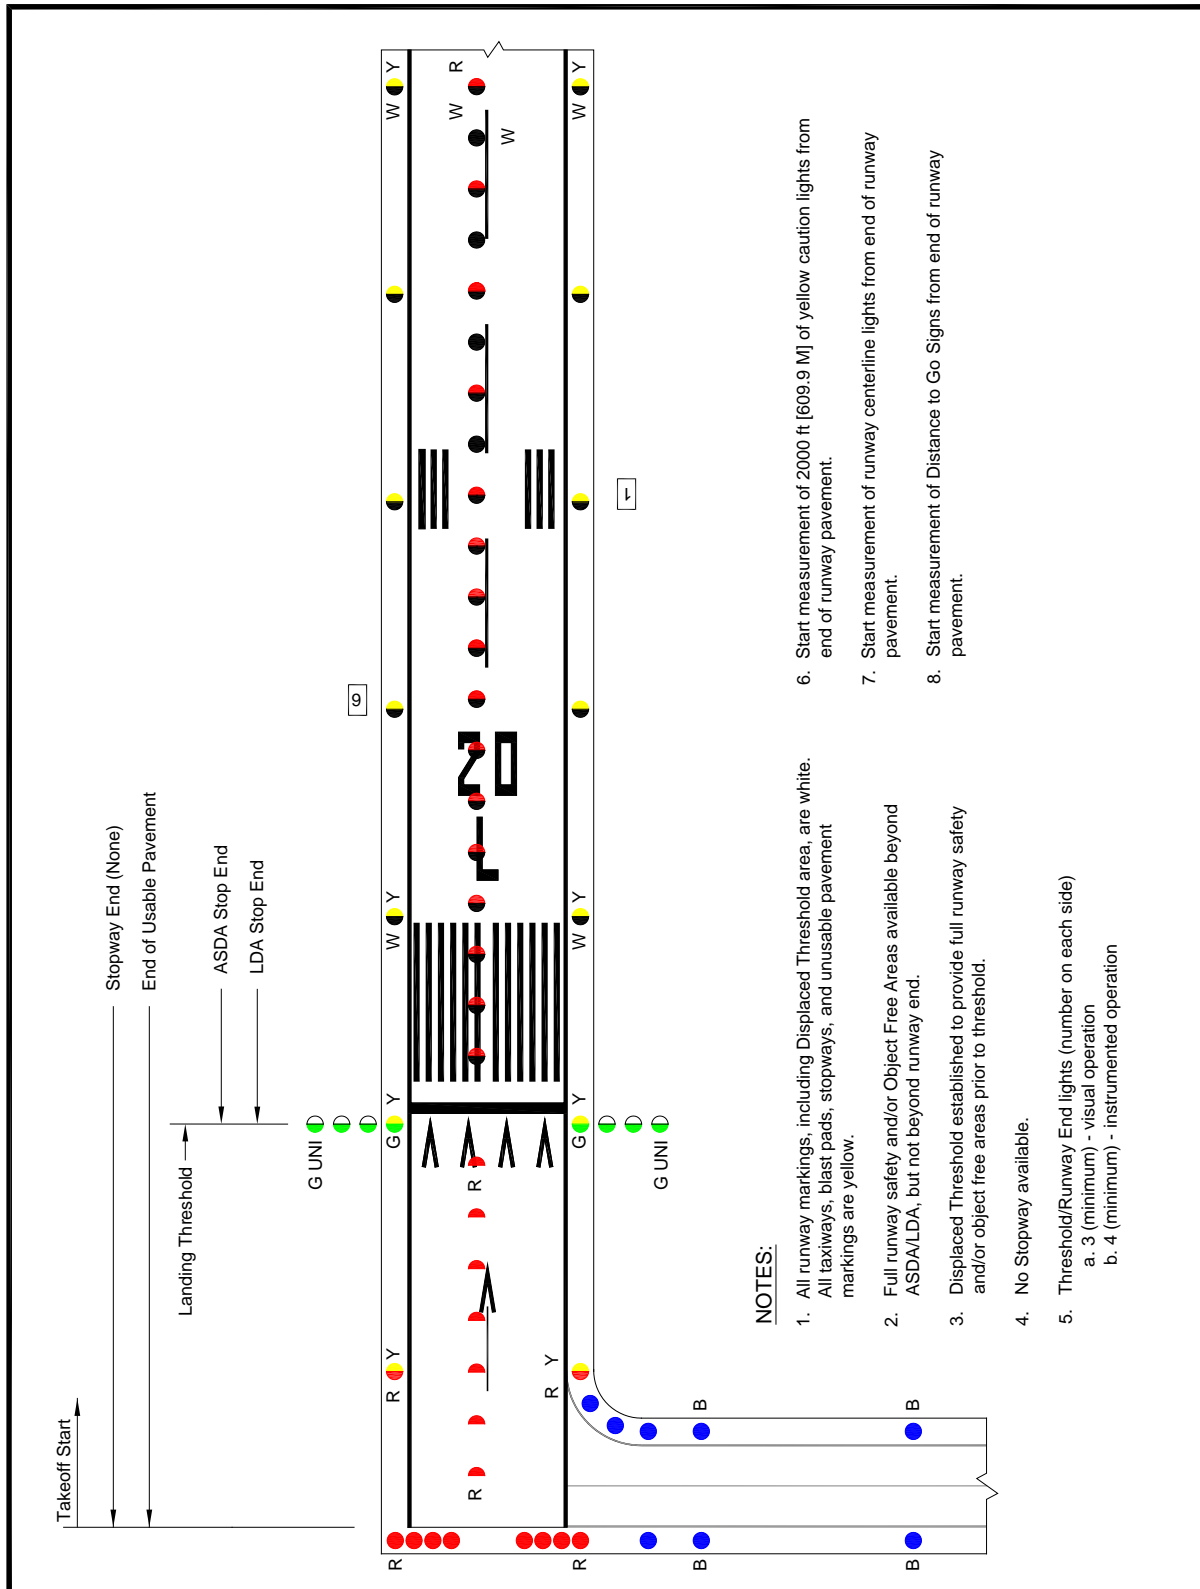 Takeoff Start
Stopway End (None)
End of Usable Pavement
Landing Threshold
ASDA Stop End
LDA Stop End
G UNI
9
R
R Y
G Y
W Y
W Y
W R
R
R
20
L
W
R Y
R
G Y
W Y
W Y
1
G UNI
B B
B B
NOTES:
1. All runway markings, including Displaced Threshold area, are white.
All taxiways, blast pads, stopways, and unusable pavement
markings are yellow.
2. Full runway safety and/or Object Free Areas available beyond
ASDA/LDA, but not beyond runway end.
3. Displaced Threshold established to provide full runway safety
and/or object free areas prior to threshold.
4. No Stopway available.
5. Threshold/Runway End lights (number on each side)
a. 3 (minimum) - visual operation
b. 4 (minimum) - instrumented operation
6. Start measurement of 2000 ft [609.9 M] of yellow caution lights from
end of runway pavement.
7. Start measurement of runway centerline lights from end of runway
pavement.
8. Start measurement of Distance to Go Signs from end of runway
pavement.